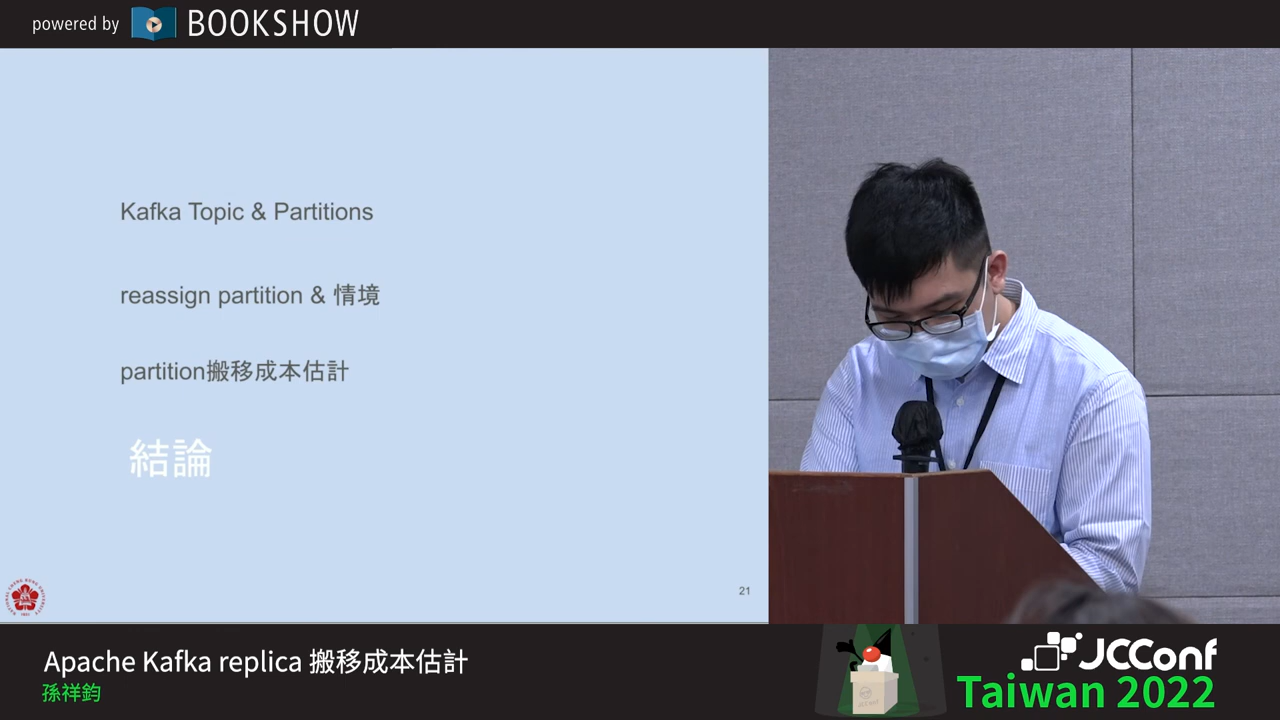 powered by BOOKSHOW
Kafka Topic & Partitions
reassign partition & 情境
partition搬移成本估計
結論
21
Apache Kafka replica 搬移成本估計
孫祥鈞
JCConf
Taiwan 2022